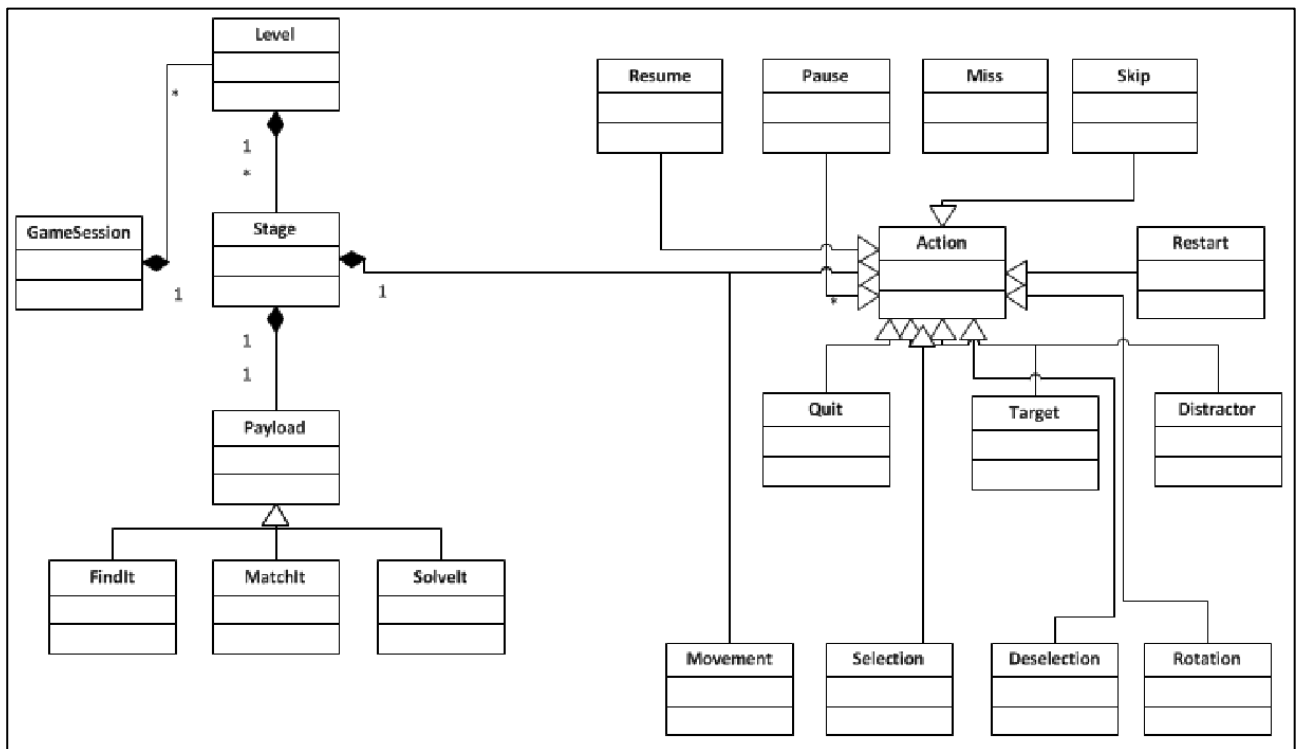 Level
Resume
Pause
Miss
Skip
*
1
*
GameSession
Stage
Action
Restart
1
1
*
1
1
Quit
Target
Distractor
Payload
FindIt
MatchIt
SolveIt
Movement
Selection
Deselection
Rotation